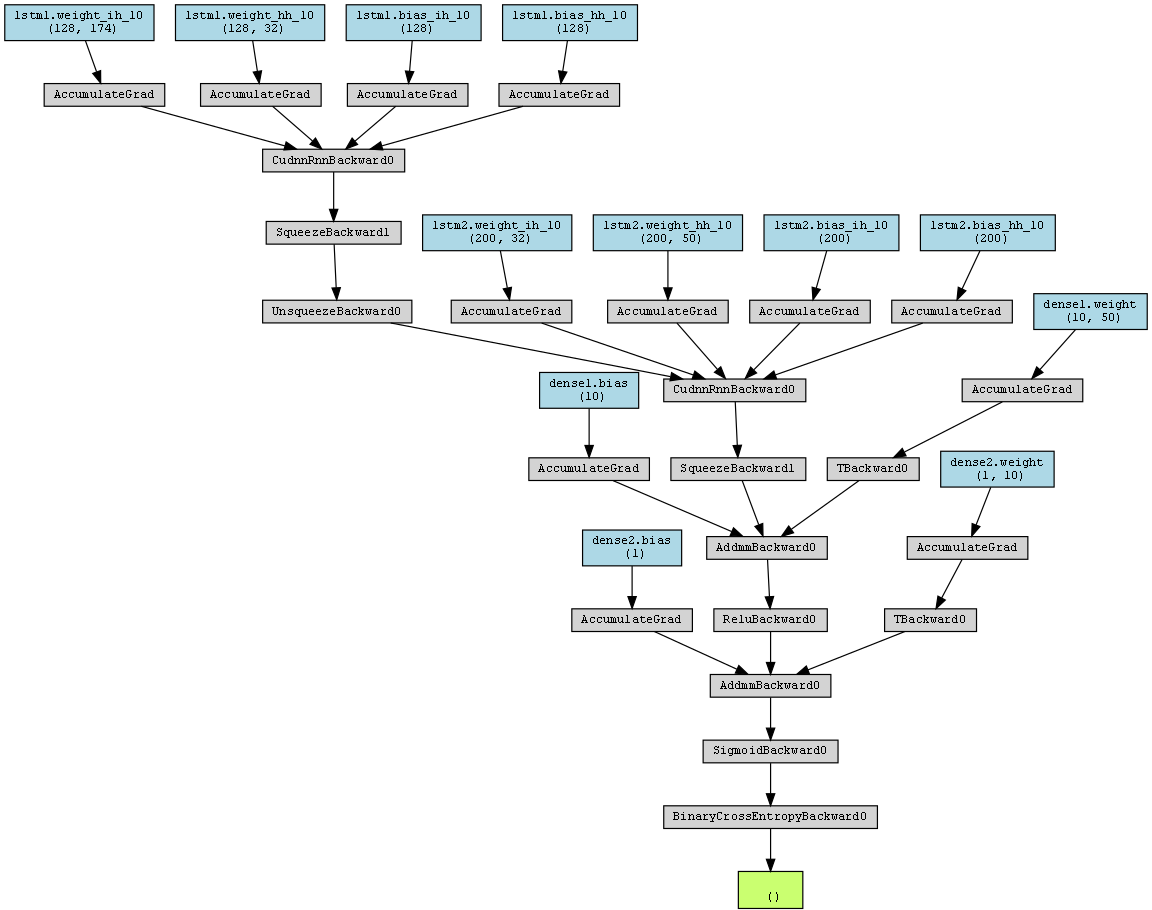 lstm1.weight_ih_l0
(128, 174)
lstm1.weight_hh_l0
(128, 32)
lstm1.bias_ih_l0
(128)
lstm1.bias_hh_l0
(128)
AccumulateGrad
AccumulateGrad
AccumulateGrad
AccumulateGrad
CudnnRnnBackward0
SqueezeBackward1
lstm2.weight_ih_l0
(200, 32)
lstm2.weight_hh_l0
(200, 50)
lstm2.bias_ih_l0
(200)
lstm2.bias_hh_l0
(200)
UnsqueezeBackward0
AccumulateGrad
AccumulateGrad
AccumulateGrad
AccumulateGrad
dense1.weight
(10, 50)
dense1.bias
(10)
CudnnRnnBackward0
AccumulateGrad
AccumulateGrad
SqueezeBackward1
TBackward0
dense2.weight
(1, 10)
dense2.bias
(1)
AddmmBackward0
AccumulateGrad
AccumulateGrad
ReluBackward0
TBackward0
AddmmBackward0
SigmoidBackward0
BinaryCrossEntropyBackward0
()